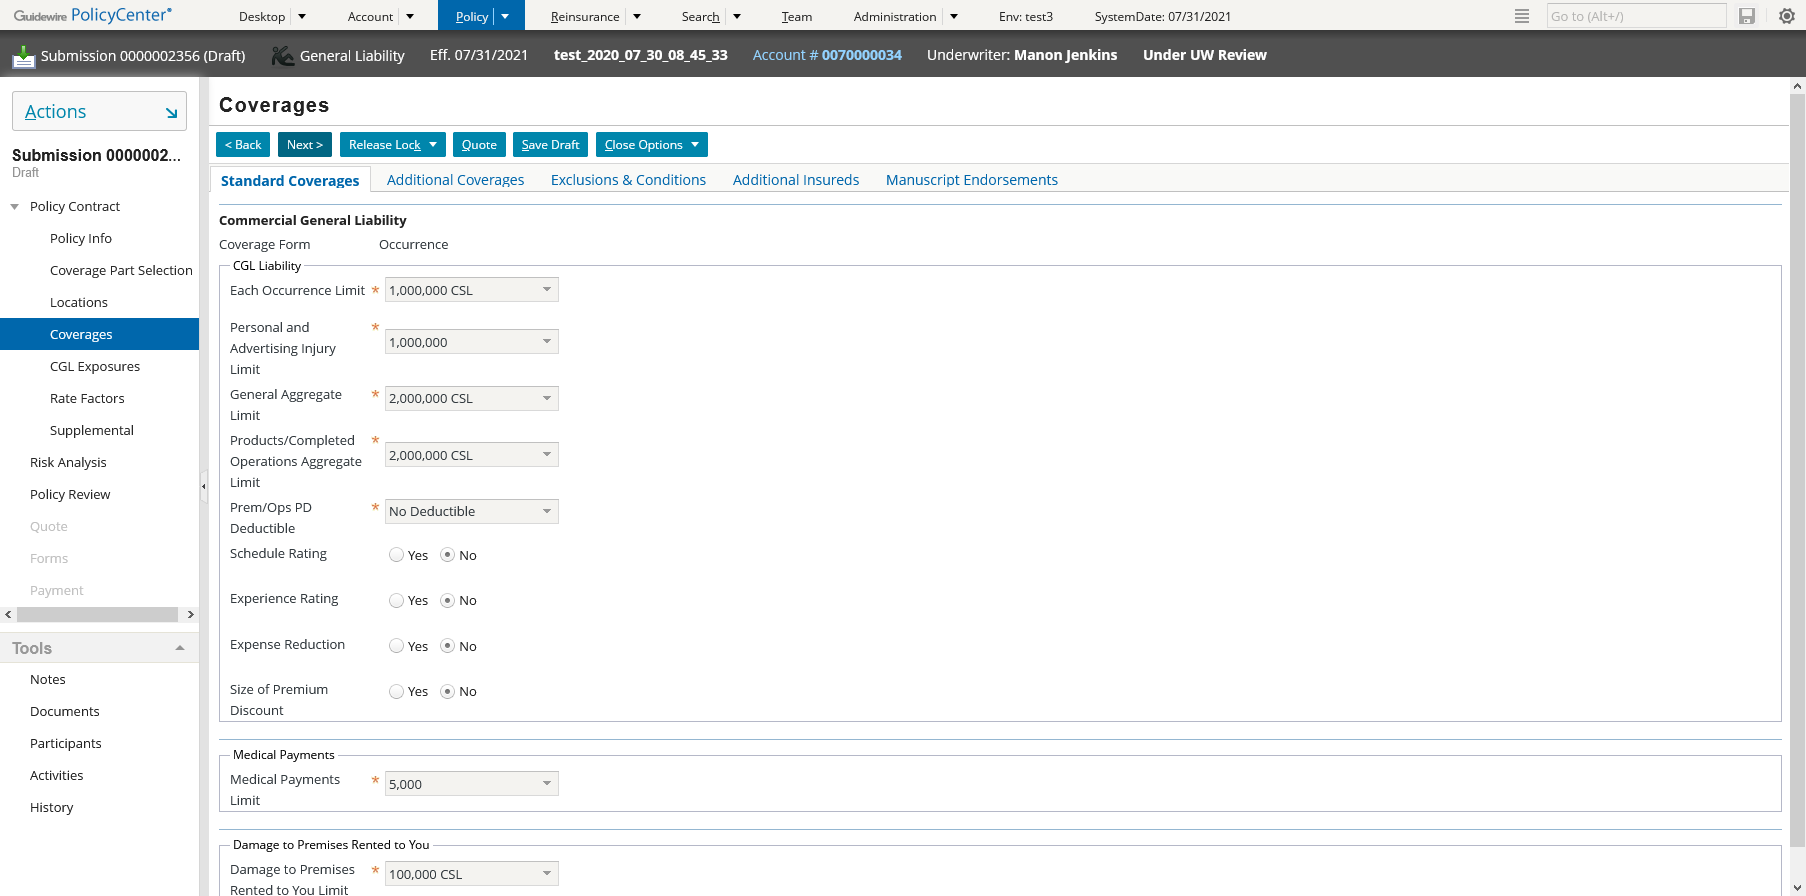 Guidewire PolicyCenter®
Desktop
Account
Policy
Reinsurance
Search
Team
Administration
Env: test3
SystemDate: 07/31/2021
Go to (Alt+/)
Submission 0000002356 (Draft)
General Liability
Eff. 07/31/2021
test_2020_07_30_08_45_33
Account # 0070000034
Underwriter: Manon Jenkins
Under UW Review
Actions
Submission 0000002...
Draft
Policy Contract
Policy Info
Coverage Part Selection
Locations
Coverages
CGL Exposures
Rate Factors
Supplemental
Risk Analysis
Policy Review
Quote
Forms
Payment
Tools
Notes
Documents
Participants
Activities
History
Coverages
< Back
Next >
Release Lock
Quote
Save Draft
Close Options
Standard Coverages
Additional Coverages
Exclusions & Conditions
Additional Insureds
Manuscript Endorsements
Commercial General Liability
Coverage Form Occurrence
CGL Liability
Each Occurrence Limit * 1,000,000 CSL
Personal and
Advertising Injury
Limit
* 1,000,000
General Aggregate
Limit
* 2,000,000 CSL
Products/Completed
Operations Aggregate
Limit
* 2,000,000 CSL
Prem/Ops PD
Deductible
* No Deductible
Schedule Rating Yes No
Experience Rating Yes No
Expense Reduction Yes No
Size of Premium
Discount
Yes No
Medical Payments
Medical Payments
Limit
* 5,000
Damage to Premises Rented to You
Damage to Premises
Rented to You Limit
* 100,000 CSL